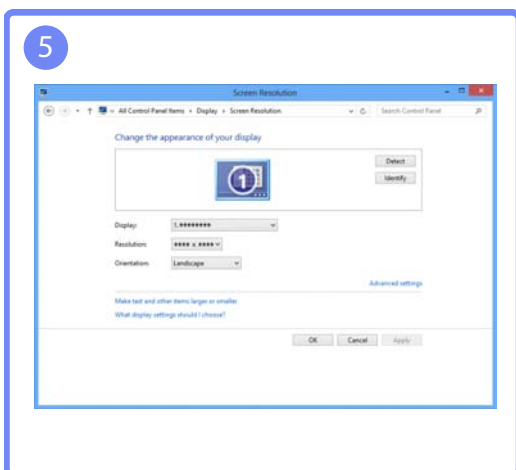 5
Screen Resolution
All Control Panel Items Display Screen Resolution Search Control Panel
Change the appearance of your display
1
Detect
Identify
Display: 1.********
Resolution: **** x ****
Orientation: Landscape
Advanced settings
Make text and other items larger or smaller
What display settings should I choose?
OK Cancel Apply